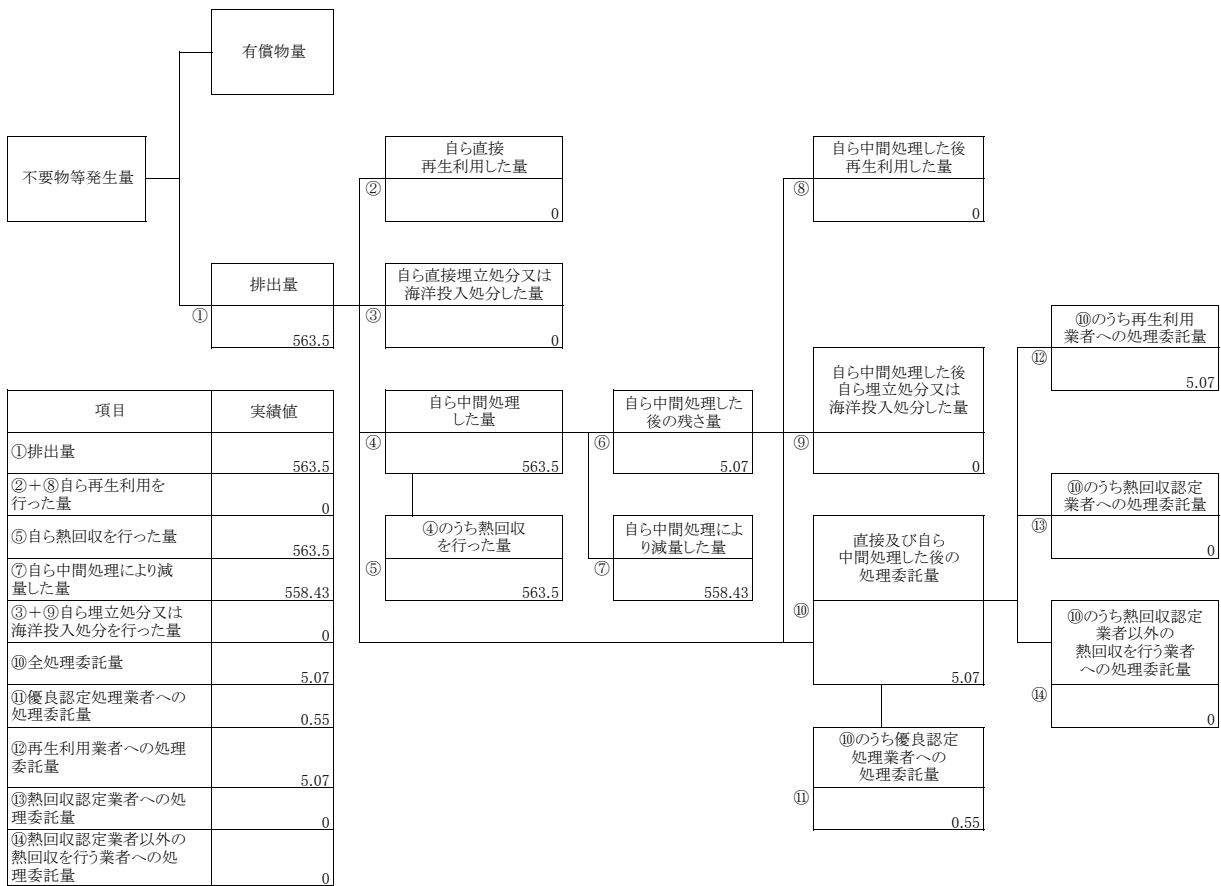 有償物量
不要物等発生量
自ら直接
再生利用した量
②
0
自ら中間処理した後
再生利用した量
⑧
0
排出量
①
563.5
自ら直接埋立処分又は
海洋投入処分した量
③
0
⑩のうち再生利用
業者への処理委託量
⑫
5.07
自ら中間処理
した量
④
563.5
自ら中間処理した
後の残さ量
⑥
5.07
自ら中間処理した後
自ら埋立処分又は
海洋投入処分した量
⑨
0
⑩のうち熱回収認定
業者への処理委託量
⑬
0
④のうち熱回収
を行った量
⑤
563.5
自ら中間処理によ
り減量した量
⑦
558.43
直接及び自ら
中間処理した後の
処理委託量
⑩
5.07
⑩のうち熱回収認定
業者以外の
熱回収を行う業者
への処理委託量
⑭
0
⑩のうち優良認定
処理業者への
処理委託量
⑪
0.55
項目 実績値
①排出量
563.5
②+⑧自ら再生利用を
行った量
0
⑤自ら熱回収を行った量
563.5
⑦自ら中間処理により減
量した量
558.43
③+⑨自ら埋立処分又は
海洋投入処分を行った量
0
⑩全処理委託量
5.07
⑪優良認定処理業者への
処理委託量
0.55
⑫再生利用業者への処理
委託量
5.07
⑬熱回収認定業者への処
理委託量
0
⑭熱回収認定業者以外の
熱回収を行う業者への処
理委託量
0